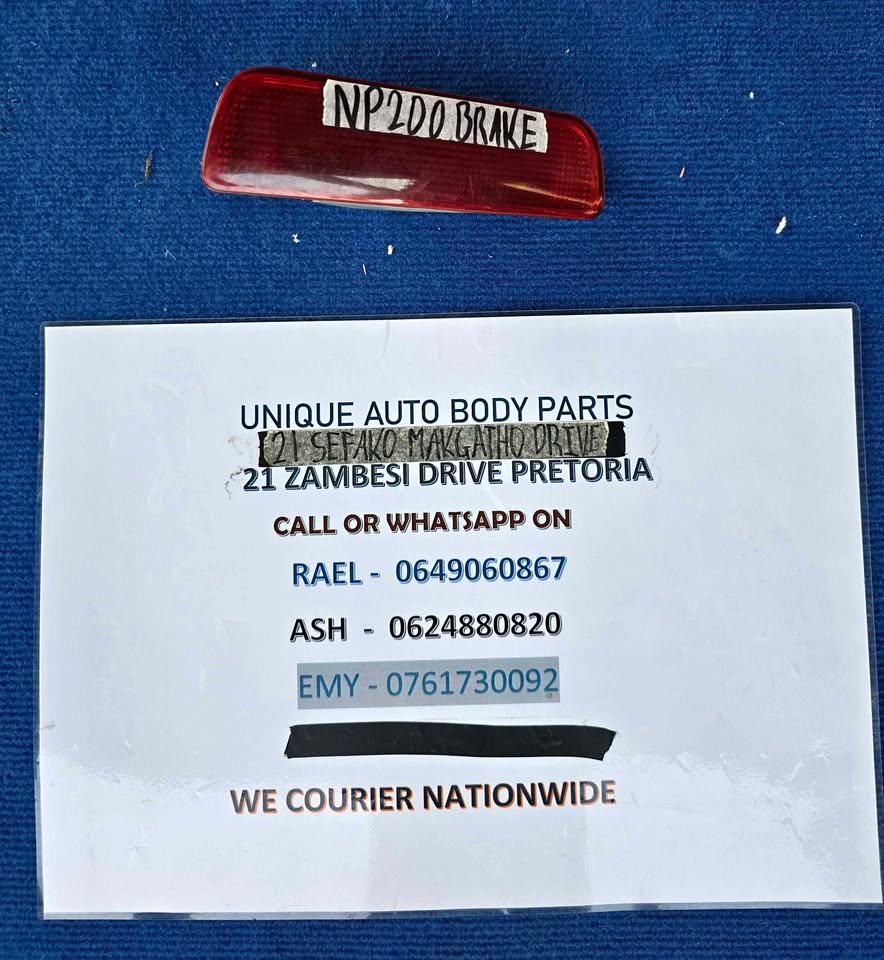 NP200 BRAKE
UNIQUE AUTO BODY PARTS
21 SEFAKO MAKGATHO DRIVE
21 ZAMBESI DRIVE PRETORIA
CALL OR WHATSAPP ON
RAEL - 0649060867
ASH - 0624880820
EMY - 0761730092
WE COURIER NATIONWIDE